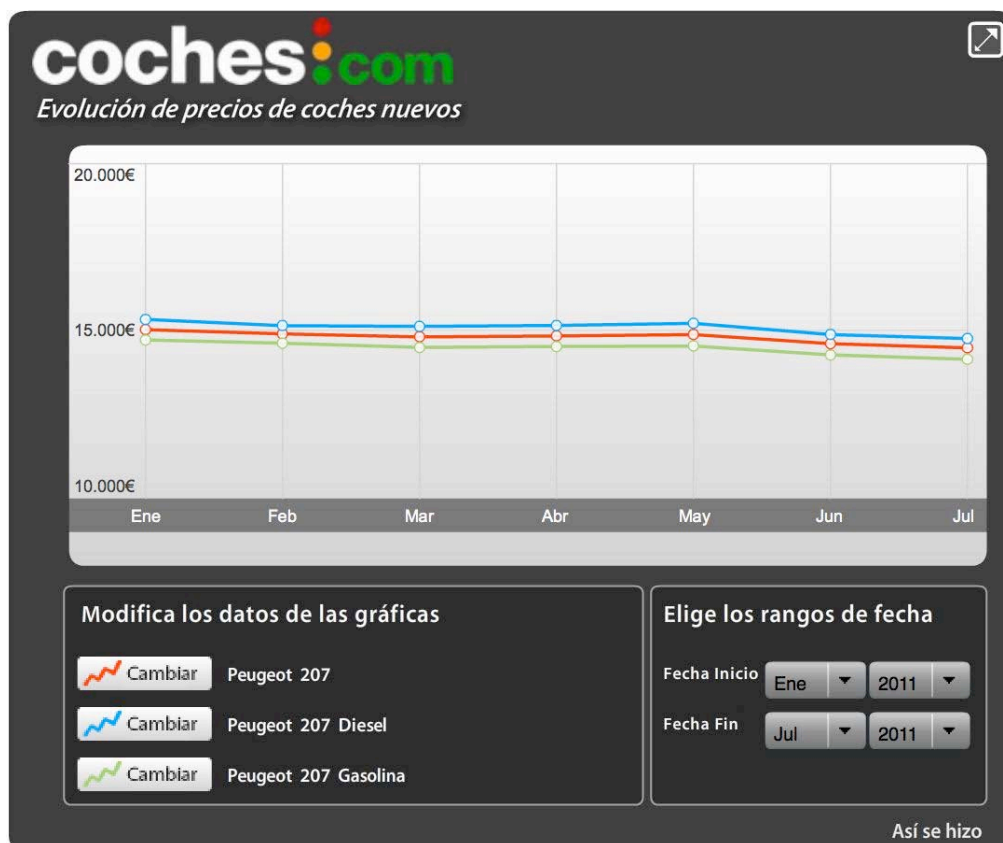 coches.com
Evolución de precios de coches nuevos
20.000€
15.000€
10.000€
Ene Feb Mar Abr May Jun Jul
Modifica los datos de las gráficas
Cambiar Peugeot 207
Cambiar Peugeot 207 Diesel
Cambiar Peugeot 207 Gasolina
Elige los rangos de fecha
Fecha Inicio Ene 2011
Fecha Fin Jul 2011
Así se hizo